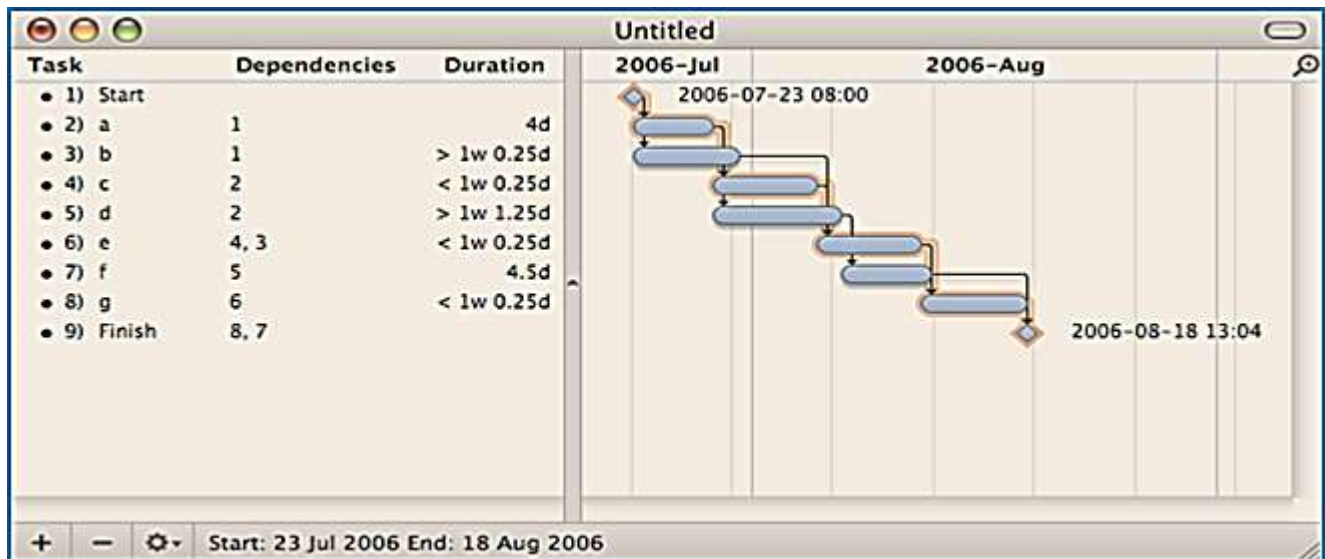 Untitled
Task Dependencies Duration 2006-Jul 2006-Aug
• 1) Start 2006-07-23 08:00
• 2) a 1 4d
• 3) b 1 > 1w 0.25d
• 4) c 2 < 1w 0.25d
• 5) d 2 > 1w 1.25d
• 6) e 4, 3 < 1w 0.25d
• 7) f 5 4.5d
• 8) g 6 < 1w 0.25d
• 9) Finish 8, 7 2006-08-18 13:04
Start: 23 Jul 2006 End: 18 Aug 2006